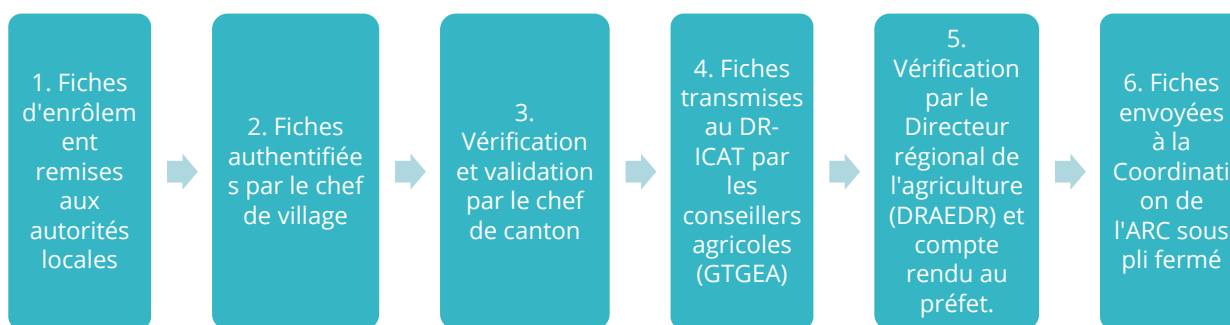 1. Fiches
d'enrôlem
ent
remises
aux
autorités
locales
2. Fiches
authentifiée
s par le chef
de village
3.
Vérification
et validation
par le chef
de canton
4. Fiches
transmises
au DR-
ICAT par
les
conseillers
agricoles
(GTGEA)
5.
Vérification
par le
Directeur
régional de
l'agriculture
(DRAEDR) et
compte
rendu au
préfet.
6. Fiches
envoyées
à la
Coordinati
on de
l'ARC sous
pli fermé